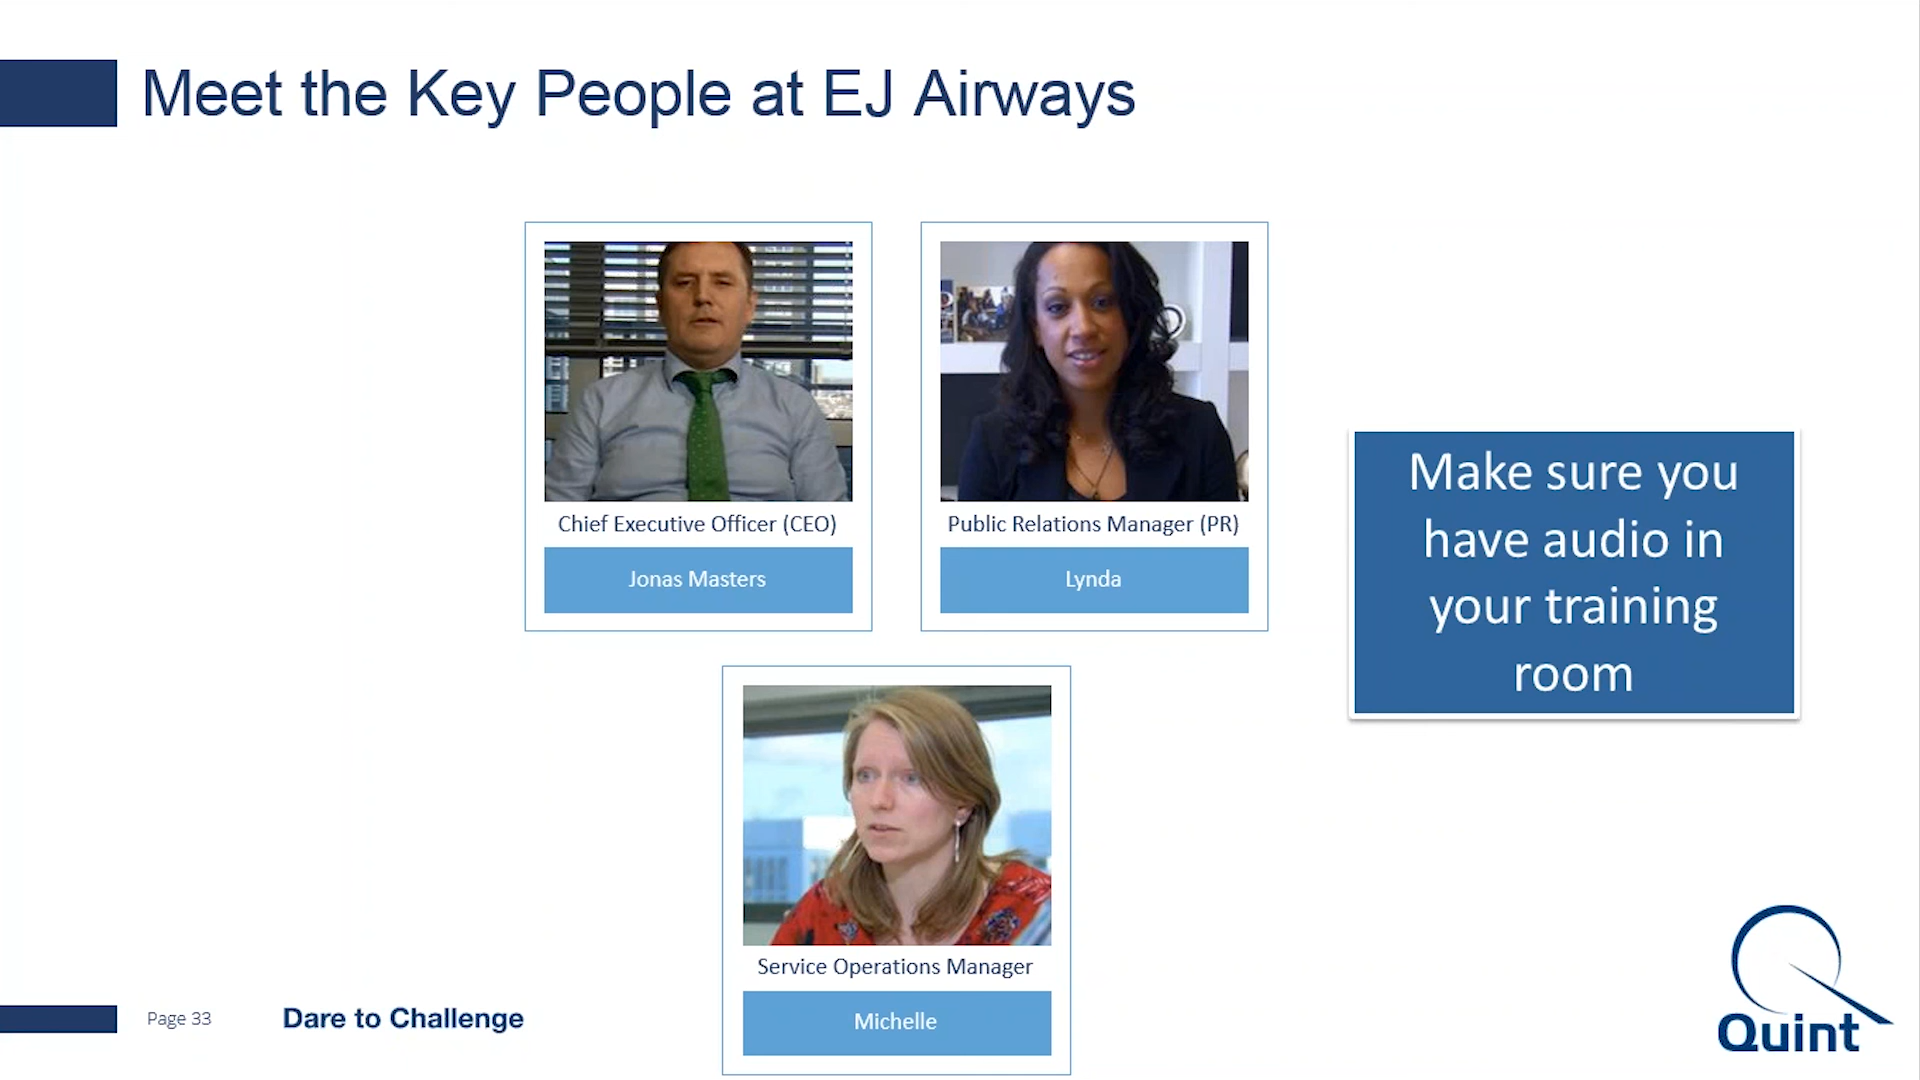 Meet the Key People at EJ Airways
Chief Executive Officer (CEO)
Jonas Masters
Public Relations Manager (PR)
Lynda
Make sure you
have audio in
your training
room
Service Operations Manager
Michelle
Page 33
Dare to Challenge
Quint